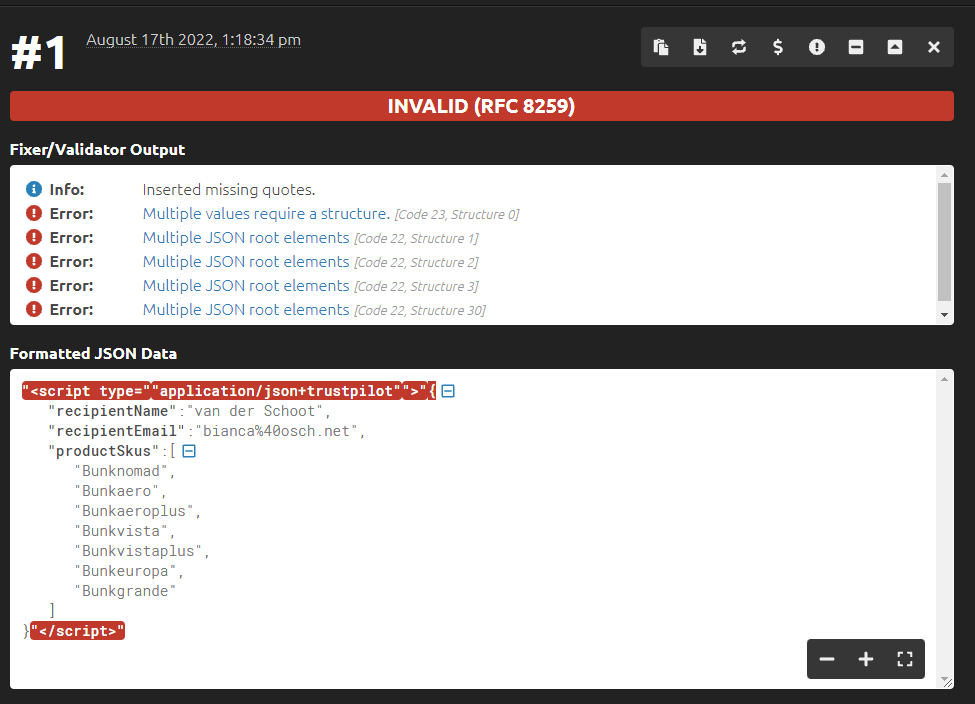 #1
August 17th 2022, 1:18:34 pm
INVALID (RFC 8259)
Fixer/Validator Output
Info: Inserted missing quotes.
Error: Multiple values require a structure. [Code 23, Structure 0]
Error: Multiple JSON root elements [Code 22, Structure 1]
Error: Multiple JSON root elements [Code 22, Structure 2]
Error: Multiple JSON root elements [Code 22, Structure 3]
Error: Multiple JSON root elements [Code 22, Structure 30]
Formatted JSON Data
"<script type=""application/json+trustpilot"">"{
"recipientName":"van der Schoot",
"recipientEmail":"bianca%40osch.net",
"productSkus":[
"Bunknomad",
"Bunkaero",
"Bunkaeroplus",
"Bunkvista",
"Bunkvistaplus",
"Bunkeuropa",
"Bunkgrande"
]
}"</script>"